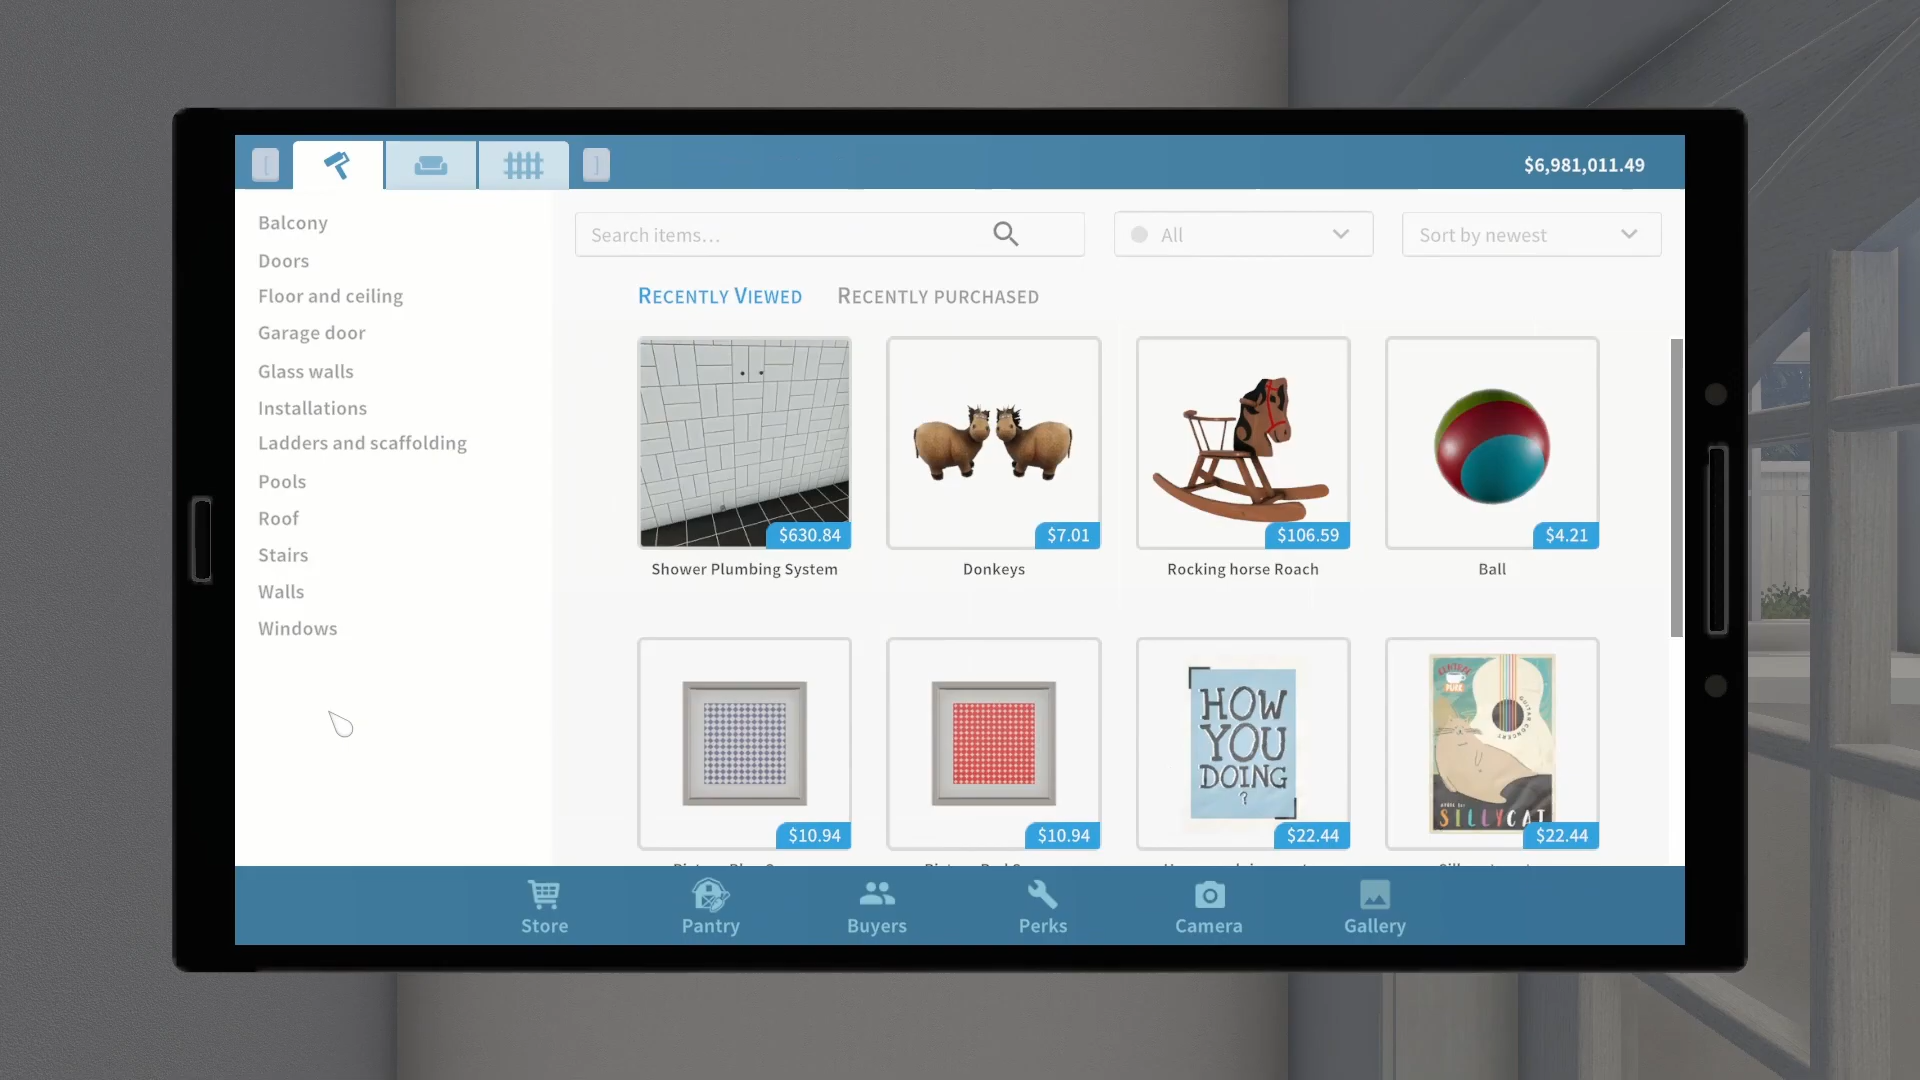 [
]
$6,981,011.49
Balcony
Doors
Floor and ceiling
Garage door
Glass walls
Installations
Ladders and scaffolding
Pools
Roof
Stairs
Walls
Windows
Search items...
All
Sort by newest
RECENTLY VIEWED
RECENTLY PURCHASED
$630.84
Shower Plumbing System
$7.01
Donkeys
$106.59
Rocking horse Roach
$4.21
Ball
$10.94
$10.94
HOW
YOU
DOING
?
$22.44
GUITAR CONCERT
SILLYCAT
$22.44
Store
Pantry
Buyers
Perks
Camera
Gallery